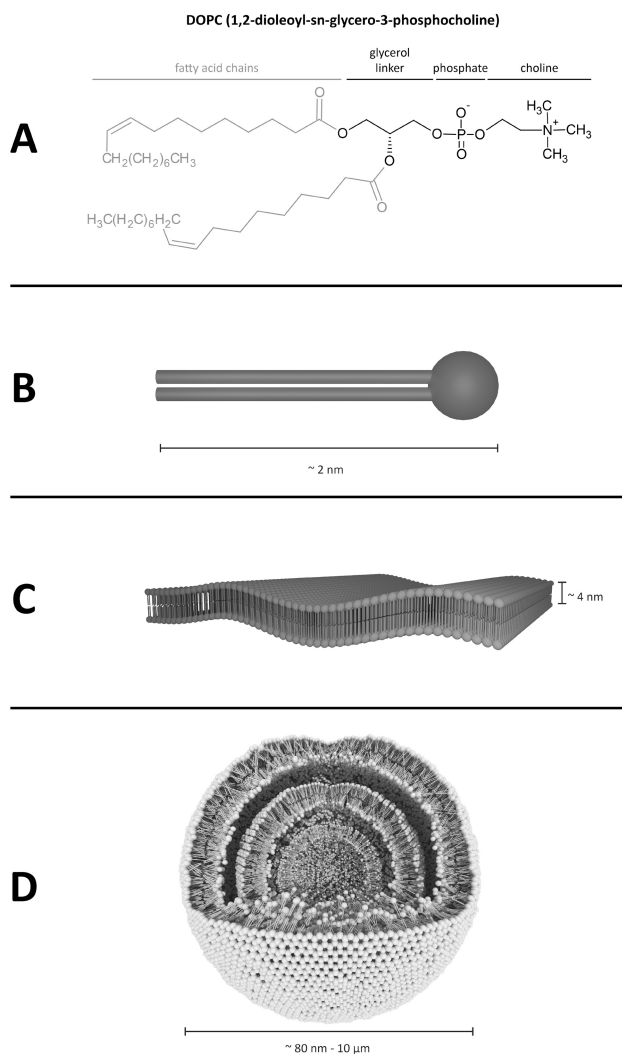 DOPC (1,2-dioleoyl-sn-glycero-3-phosphocholine)
fatty acid chains
glycerol
linker
phosphate
choline
A
O
O
O
O
O
P
O
O-
O
N+
CH3
H3C
CH3
CH2(CH2)6CH3
H3C(H2C)6H2C
B
~ 2 nm
C
~ 4 nm
D
~ 80 nm - 10 µm